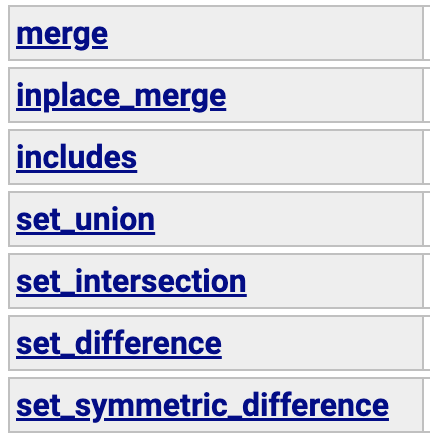 merge
inplace_merge
includes
set_union
set_intersection
set_difference
set_symmetric_difference